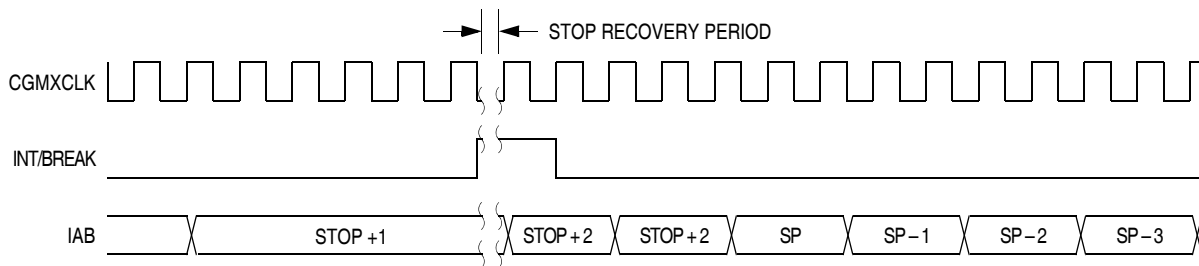 STOP RECOVERY PERIOD
CGMXCLK
INT/BREAK
IAB STOP +1 STOP + 2 STOP + 2 SP SP – 1 SP – 2 SP – 3